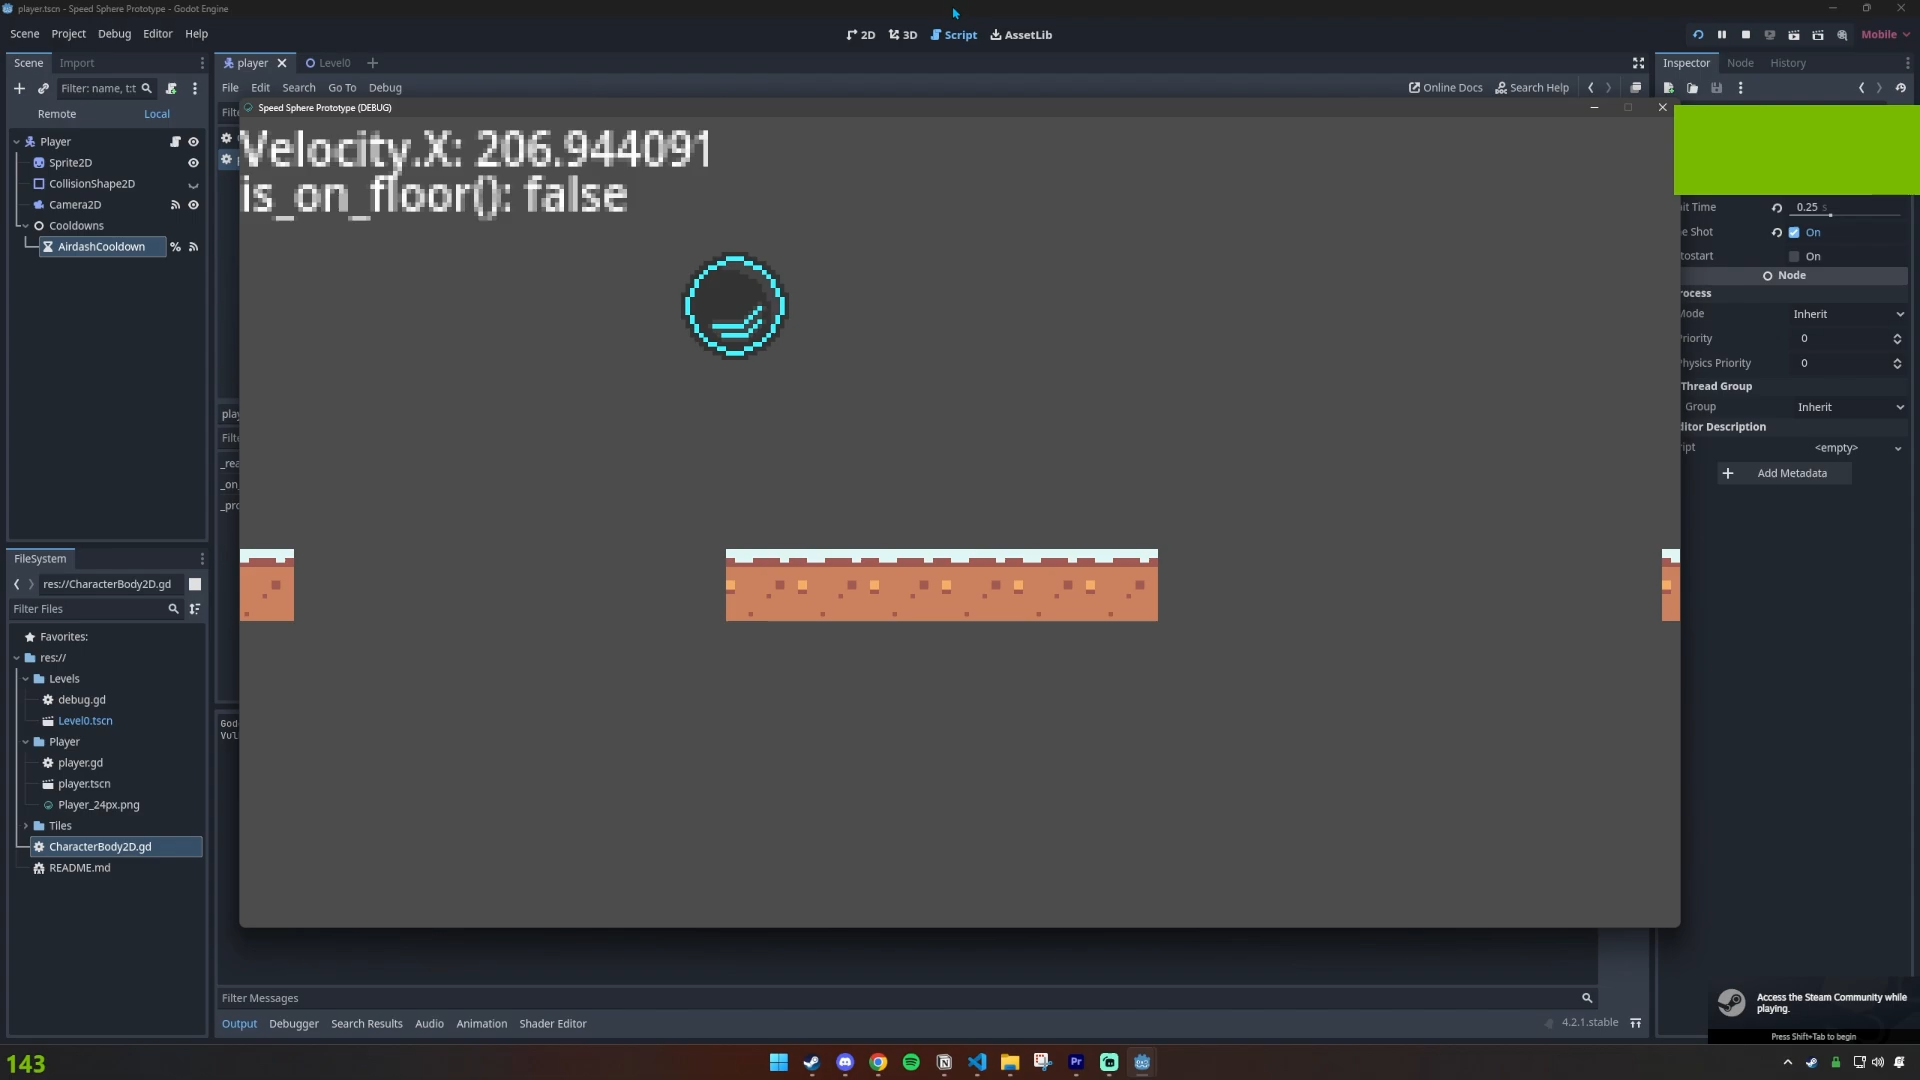 player.tscn - Speed Sphere Prototype - Godot Engine
Scene Project Debug Editor Help
2D 3D Script AssetLib
Mobile
Scene Import
player Level0
Inspector Node History
Filter: name, t:t
File Edit Search Go To Debug
Online Docs Search Help
Speed Sphere Prototype (DEBUG)
Remote Local
Velocity.X: 206.944091
is_on_floor(): false
Player
Sprite2D
CollisionShape2D
Camera2D
Cooldowns
AirdashCooldown
0.25 s
On
On
Node
Mode Inherit
Priority 0
Physics Priority 0
Thread Group
Group Inherit
<empty>
Add Metadata
FileSystem
res://CharacterBody2D.gd
Filter Files
Favorites:
res://
Levels
debug.gd
Level0.tscn
Player
player.gd
player.tscn
Player_24px.png
Tiles
CharacterBody2D.gd
README.md
Filter Messages
Output Debugger Search Results Audio Animation Shader Editor
4.2.1.stable
Access the Steam Community while
playing.
Press Shift+Tab to begin
143
Pr